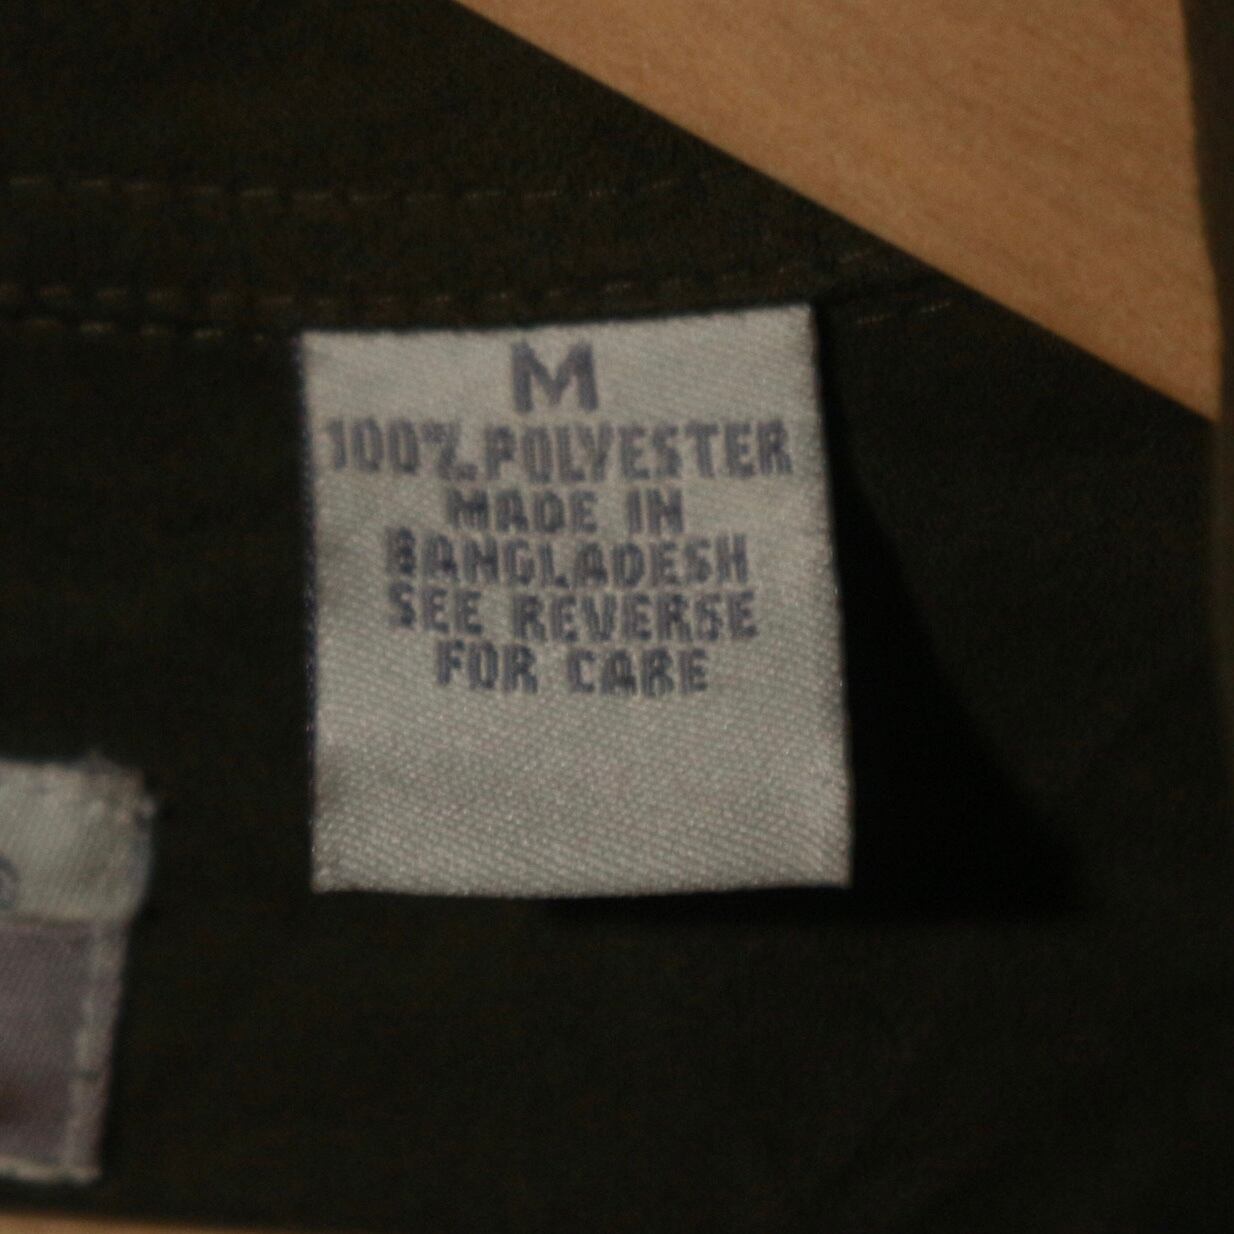 M
100% POLYESTER
MADE IN
BANGLADESH
SEE REVERSE
FOR CARE